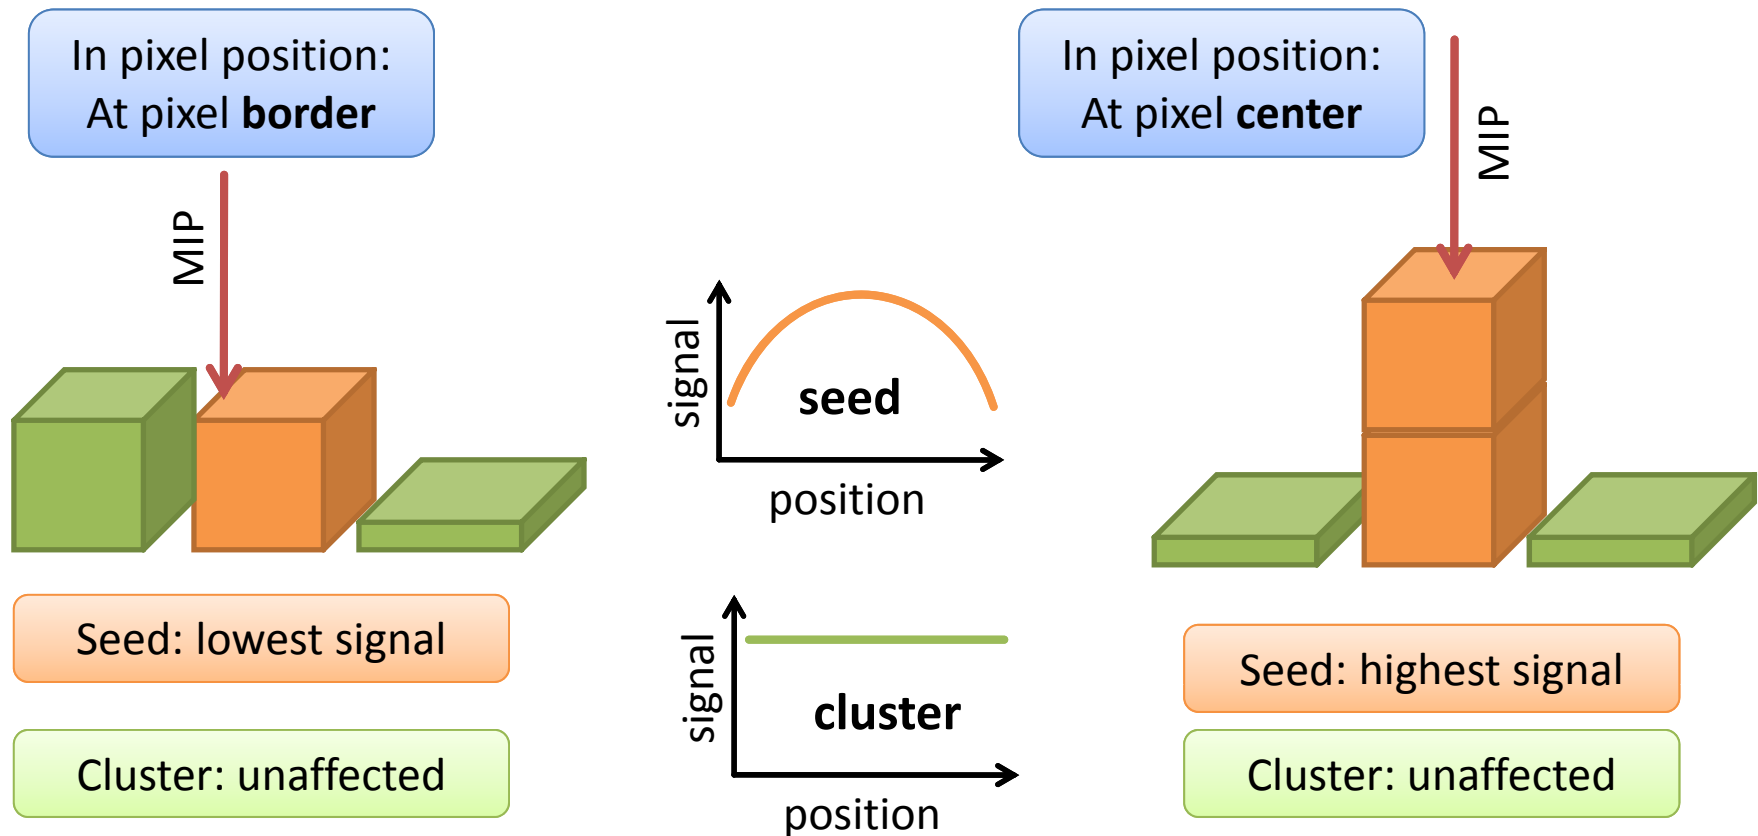 In pixel position:
At pixel border
MIP
Seed: lowest signal
Cluster: unaffected
signal
seed
position
signal
cluster
position
In pixel position:
At pixel center
MIP
Seed: highest signal
Cluster: unaffected